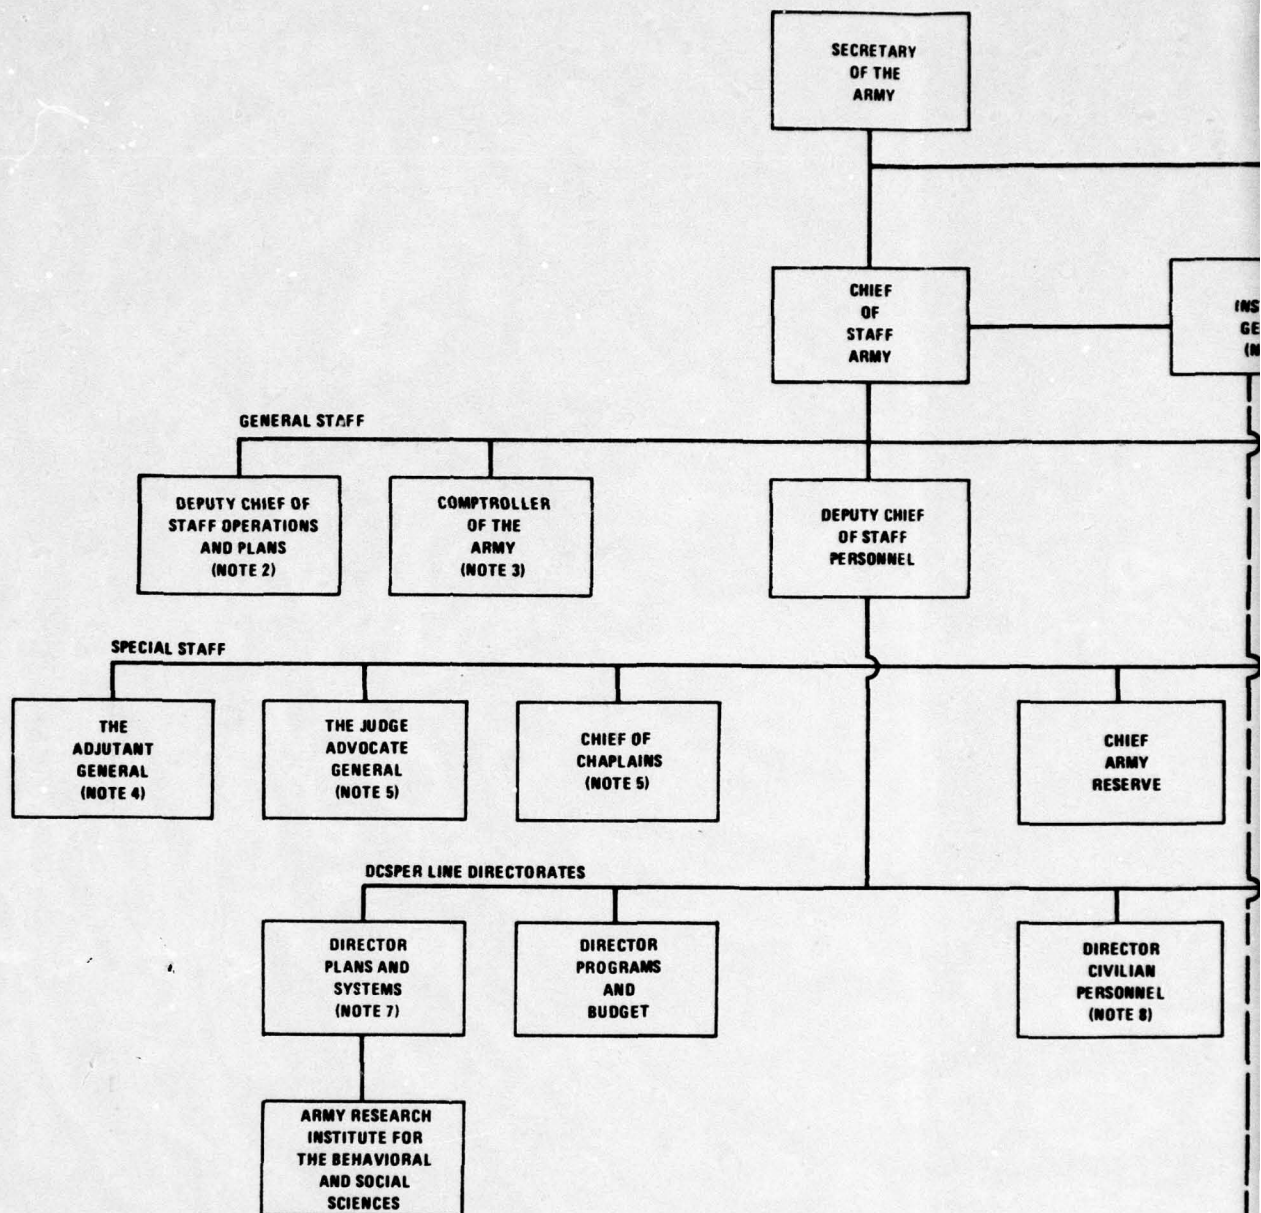 SECRETARY
OF THE
ARMY
CHIEF
OF
STAFF
ARMY
GENERAL STAFF
DEPUTY CHIEF OF
STAFF OPERATIONS
AND PLANS
(NOTE 2)
COMPTROLLER
OF THE
ARMY
(NOTE 3)
DEPUTY CHIEF
OF STAFF
PERSONNEL
SPECIAL STAFF
THE
ADJUTANT
GENERAL
(NOTE 4)
THE JUDGE
ADVOCATE
GENERAL
(NOTE 5)
CHIEF OF
CHAPLAINS
(NOTE 5)
CHIEF
ARMY
RESERVE
DCSPER LINE DIRECTORATES
DIRECTOR
PLANS AND
SYSTEMS
(NOTE 7)
DIRECTOR
PROGRAMS
AND
BUDGET
DIRECTOR
CIVILIAN
PERSONNEL
(NOTE 8)
ARMY RESEARCH
INSTITUTE FOR
THE BEHAVIORAL
AND SOCIAL
SCIENCES